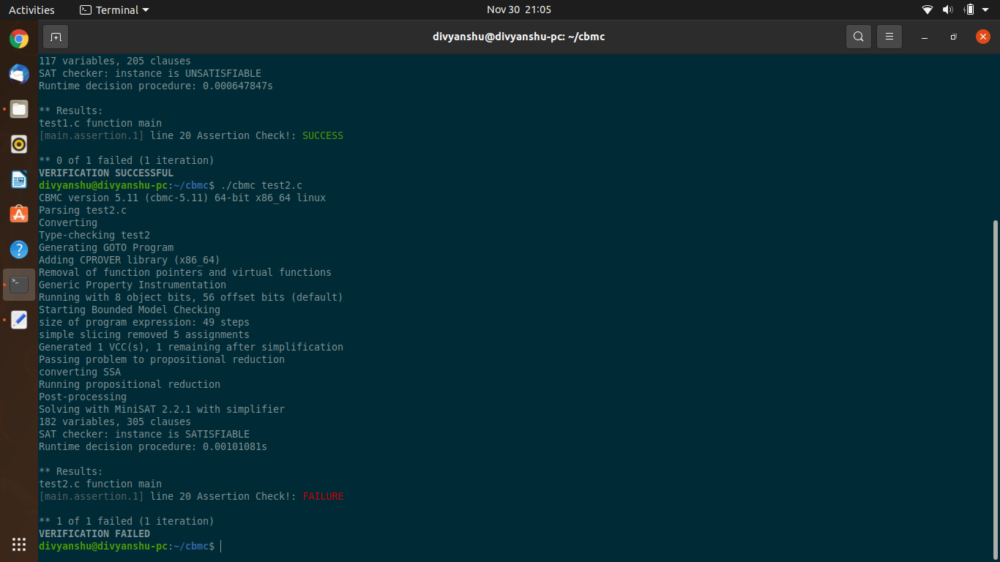 Activities
Terminal
Nov 30 21:05
divyanshu@divyanshu-pc: ~/cbmc
117 variables, 205 clauses
SAT checker: instance is UNSATISFIABLE
Runtime decision procedure: 0.000647847s
** Results:
test1.c function main
[main.assertion.1] line 20 Assertion Check!: SUCCESS
** 0 of 1 failed (1 iteration)
VERIFICATION SUCCESSFUL
divyanshu@divyanshu-pc:~/cbmc$ ./cbmc test2.c
CBMC version 5.11 (cbmc-5.11) 64-bit x86_64 linux
Parsing test2.c
Converting
Type-checking test2
Generating GOTO Program
Adding CPROVER library (x86_64)
Removal of function pointers and virtual functions
Generic Property Instrumentation
Running with 8 object bits, 56 offset bits (default)
Starting Bounded Model Checking
size of program expression: 49 steps
simple slicing removed 5 assignments
Generated 1 VCC(s), 1 remaining after simplification
Passing problem to propositional reduction
converting SSA
Running propositional reduction
Post-processing
Solving with MiniSAT 2.2.1 with simplifier
182 variables, 305 clauses
SAT checker: instance is SATISFIABLE
Runtime decision procedure: 0.00101081s
** Results:
test2.c function main
[main.assertion.1] line 20 Assertion Check!: FAILURE
** 1 of 1 failed (1 iteration)
VERIFICATION FAILED
divyanshu@divyanshu-pc:~/cbmc$